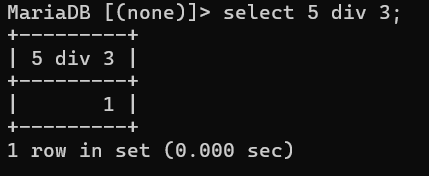 MariaDB [(none)]> select 5 div 3;
+---------+
| 5 div 3 |
+---------+
|       1 |
+---------+
1 row in set (0.000 sec)